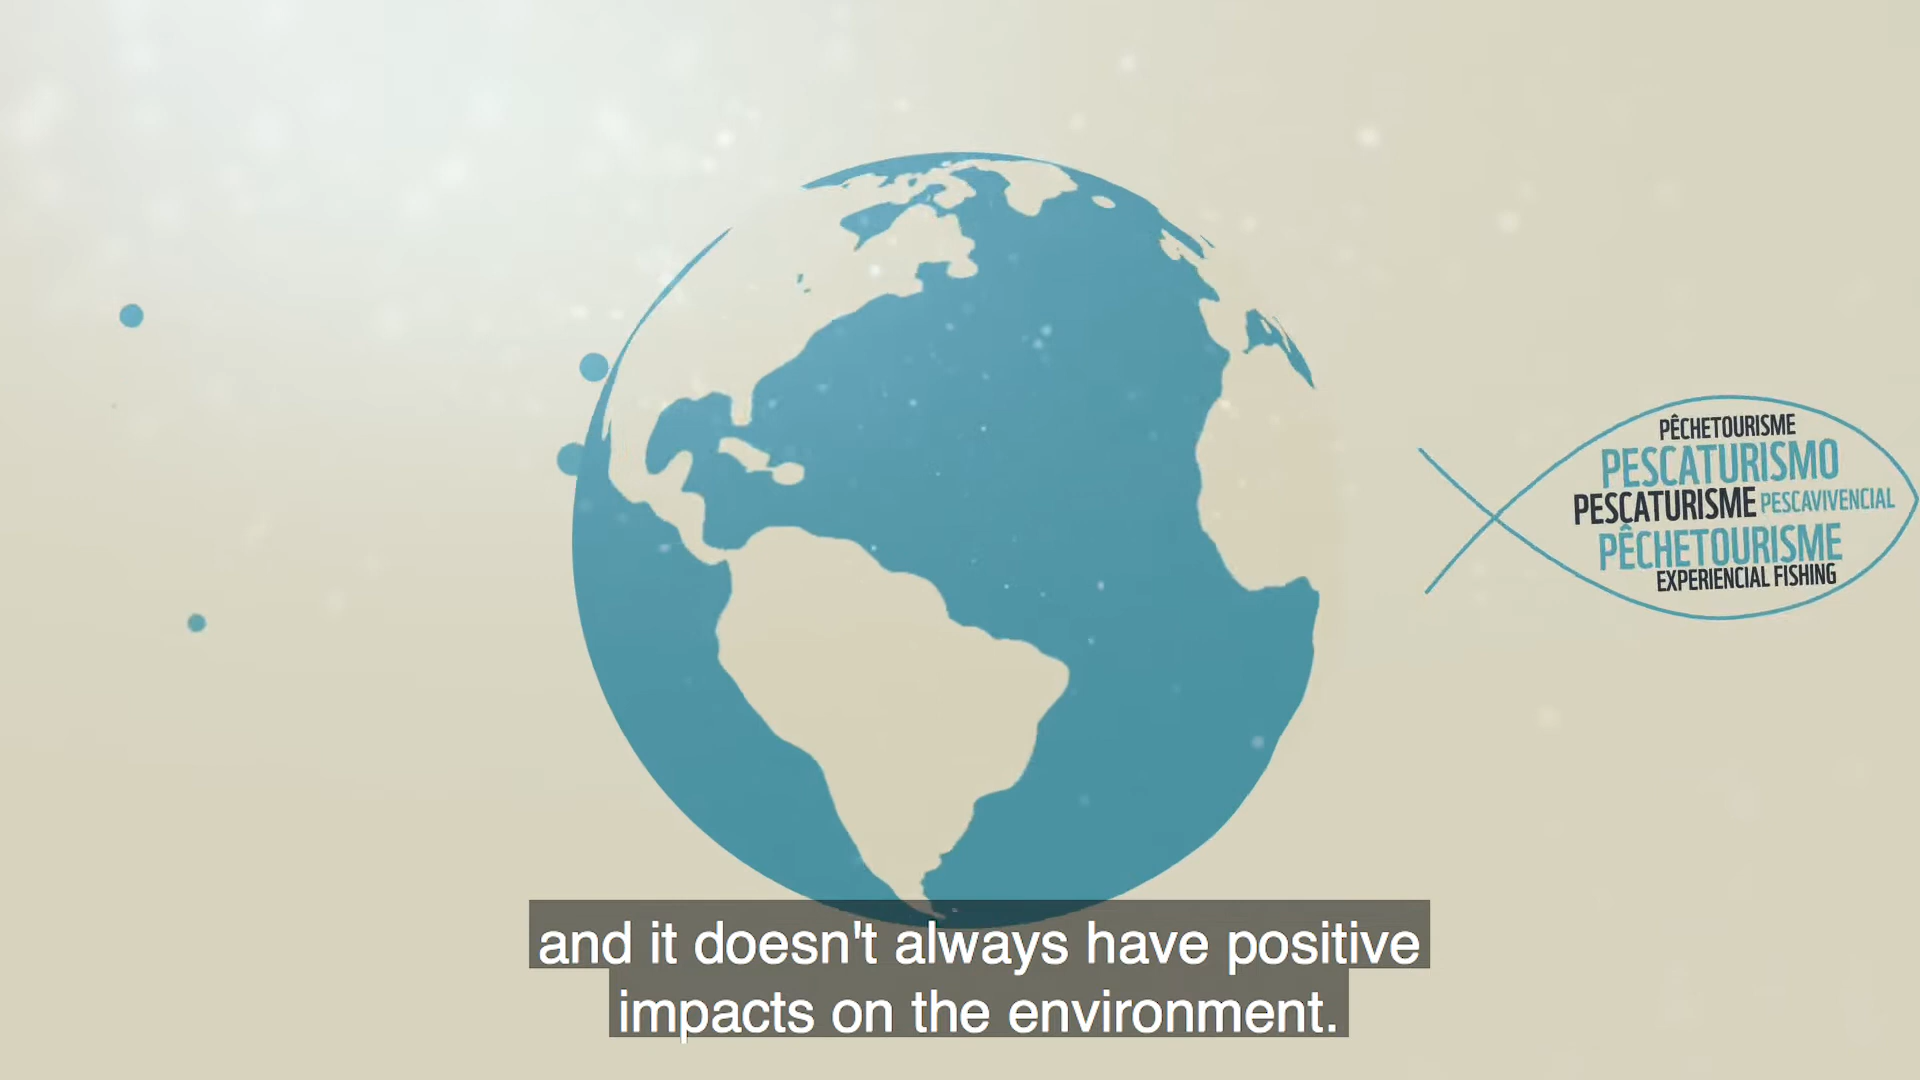 PÊCHETOURISME
PESCATURISMO
PESCATURISME PESCAVIVENCIAL
PÊCHETOURISME
EXPERIENCIAL FISHING
and it doesn't always have positive
impacts on the environment.